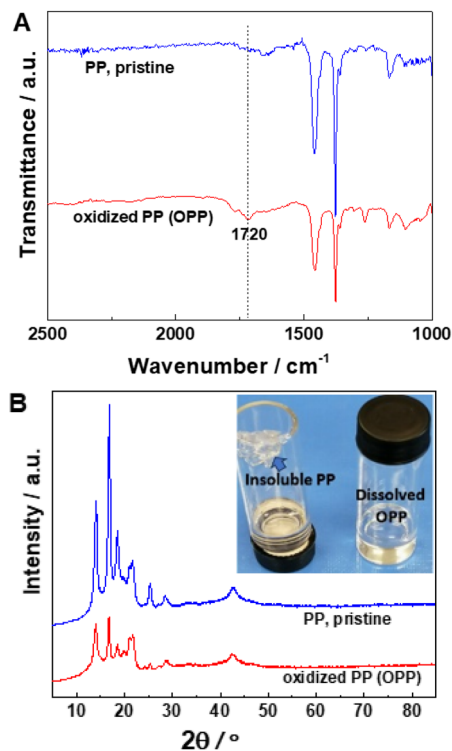 A
Transmittance / a.u.
PP, pristine
oxidized PP (OPP)
1720
2500 2000 1500 1000
Wavenumber / cm⁻¹
B
Intensity / a.u.
Insoluble PP
Dissolved
OPP
PP, pristine
oxidized PP (OPP)
10 20 30 40 50 60 70 80
2θ / °